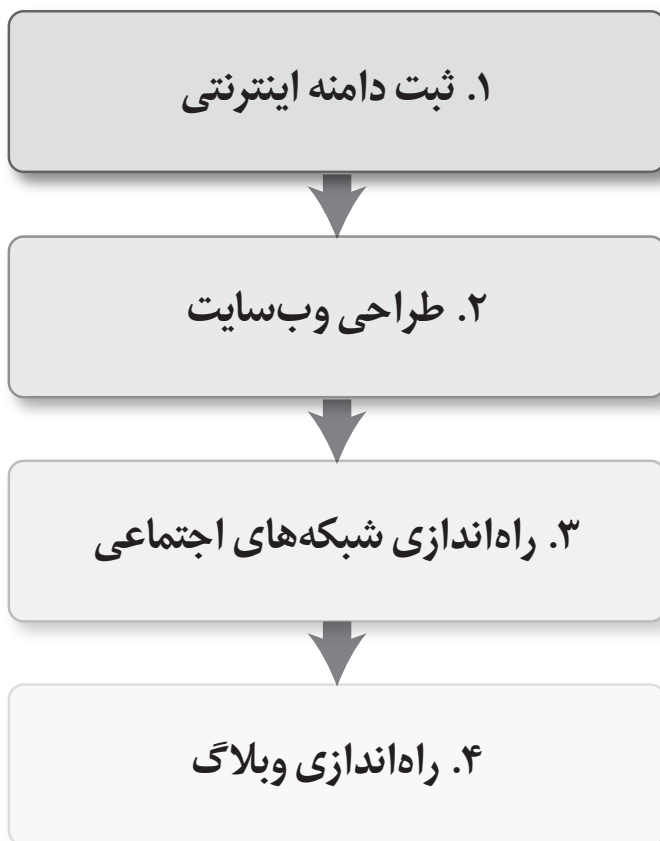 ۱. ثبت دامنه اینترنتی
۲. طراحی وب‌سایت
۳. راه‌اندازی شبکه‌های اجتماعی
۴. راه‌اندازی وبلاگ